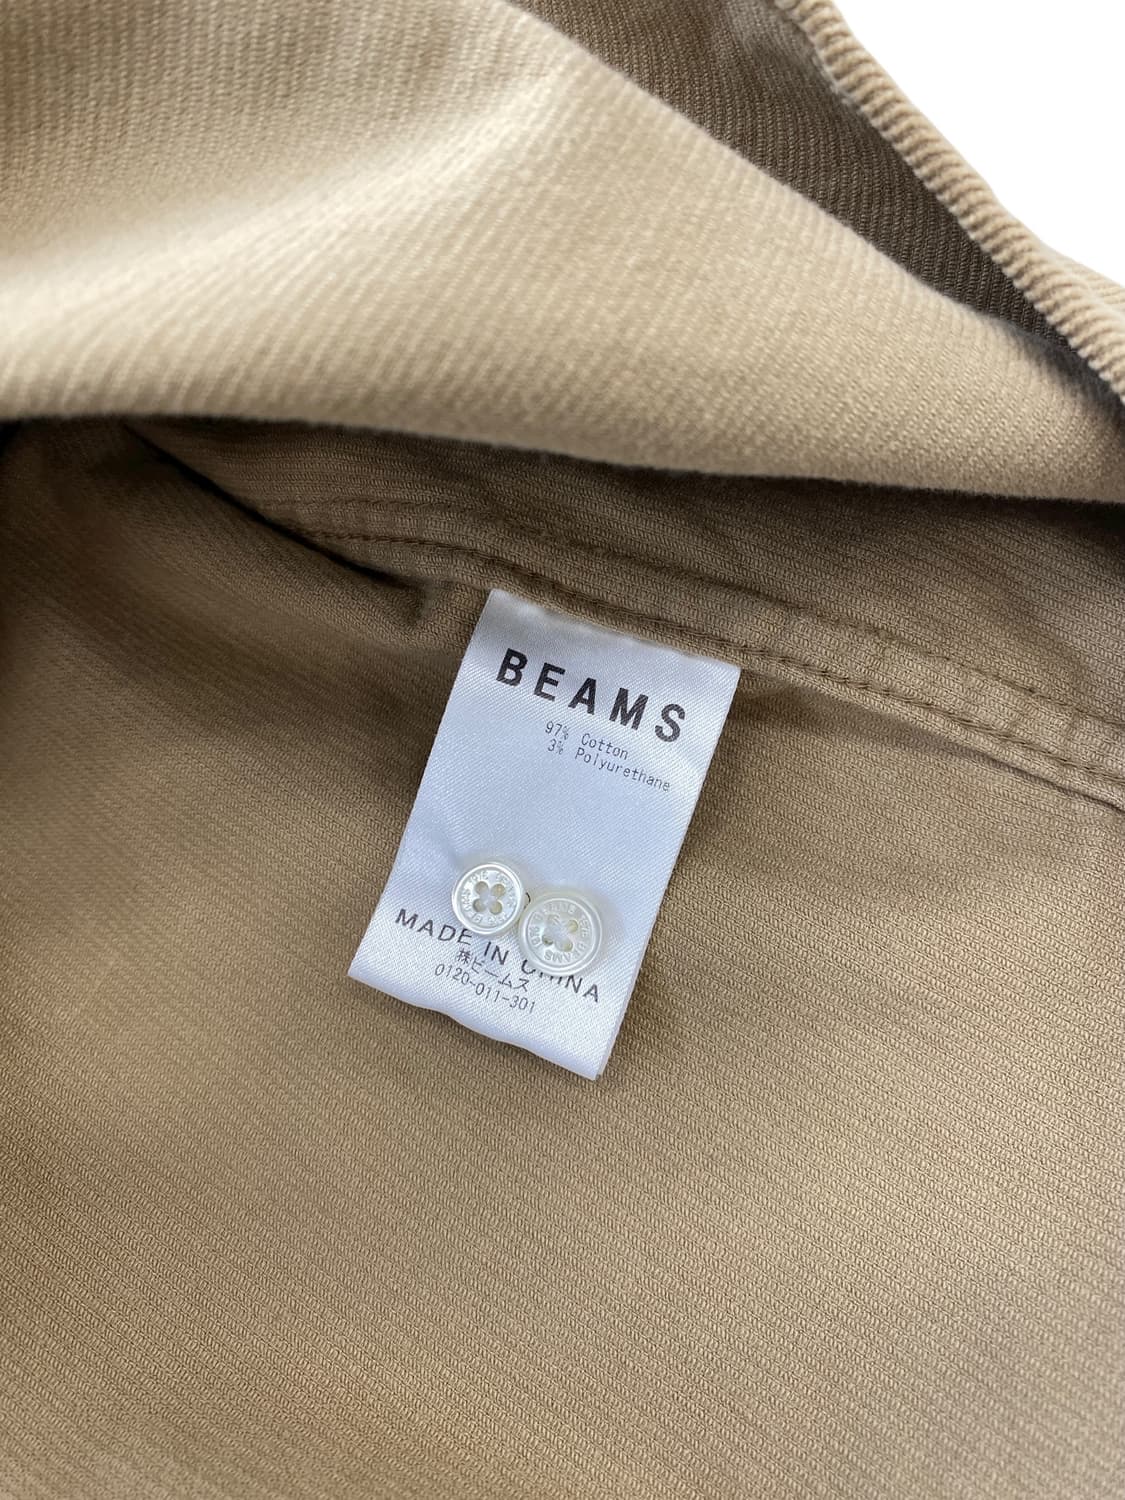 BEAMS
97% Cotton
3% Polyurethane
MADE IN CHINA
㈱ビームス
0120-011-301